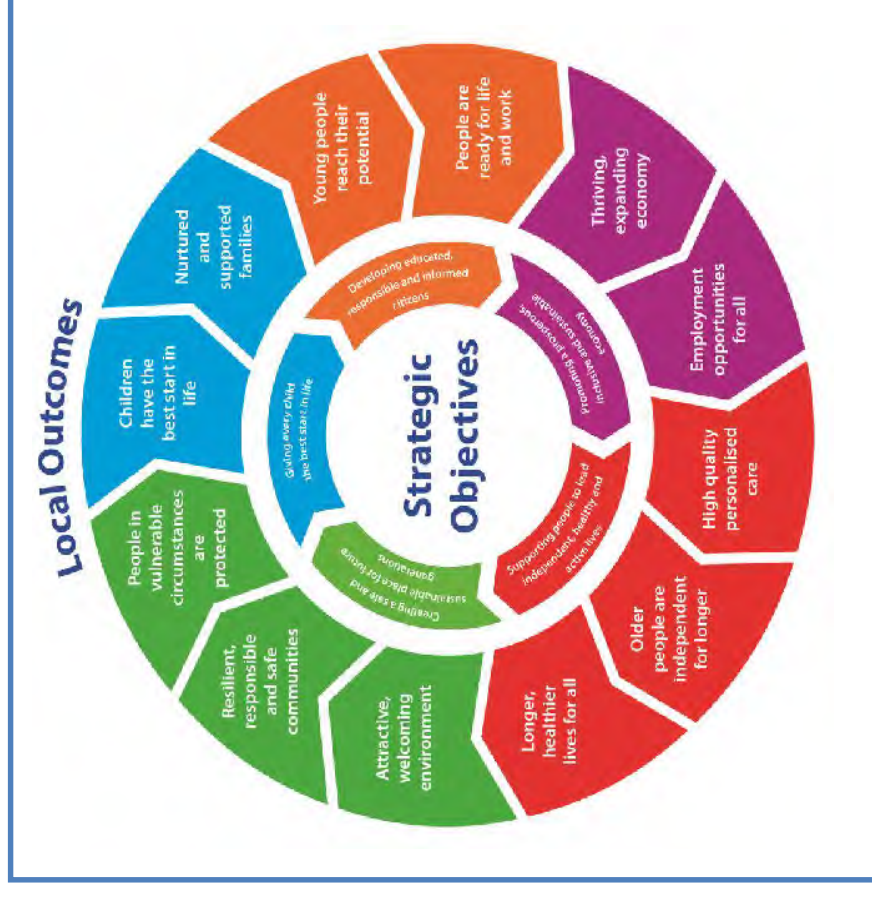 Local Outcomes
Children
have the
best start in
life
Nurtured
and
supported
families
Young people
reach their
potential
People are
ready for life
and work
Thriving,
expanding
economy
Employment
opportunities
for all
High quality
personalised
care
Older
people are
independent
for longer
Longer,
healthier
lives for all
Attractive,
welcoming
environment
Resilient,
responsible
and safe
communities
People in
vulnerable
circumstances
are
protected
Strategic
Objectives
Giving every child
the best start in life
Developing educated,
responsible and informed
citizens
Promoting a prosperous,
inclusive and sustainable
economy
Supporting people to lead
independent, healthy and
active lives
Creating a safe and
sustainable place for future
generations